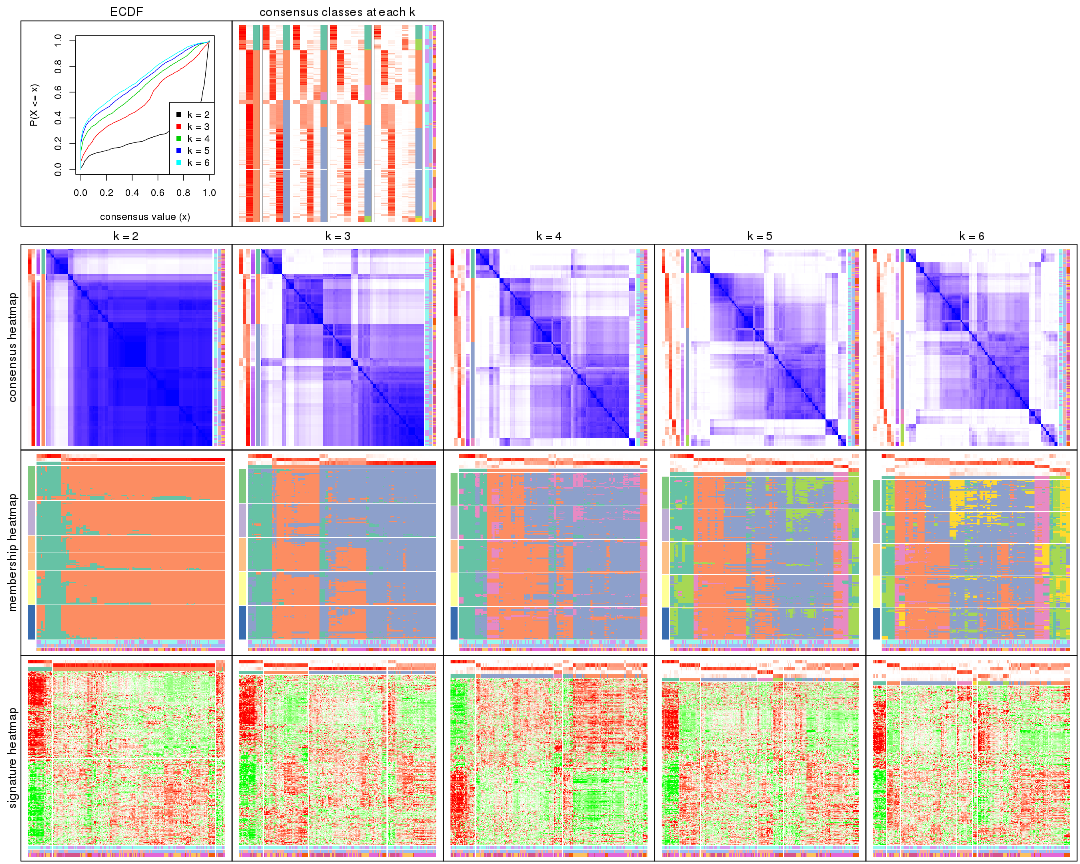 ECDF
consensus classes at each k
P(X <= x)
0.0 0.2 0.4 0.6 0.8 1.0
k = 2
k = 3
k = 4
k = 5
k = 6
0.0 0.2 0.4 0.6 0.8 1.0
consensus value (x)
k = 2 k = 3 k = 4 k = 5 k = 6
consensus heatmap
membership heatmap
signature heatmap